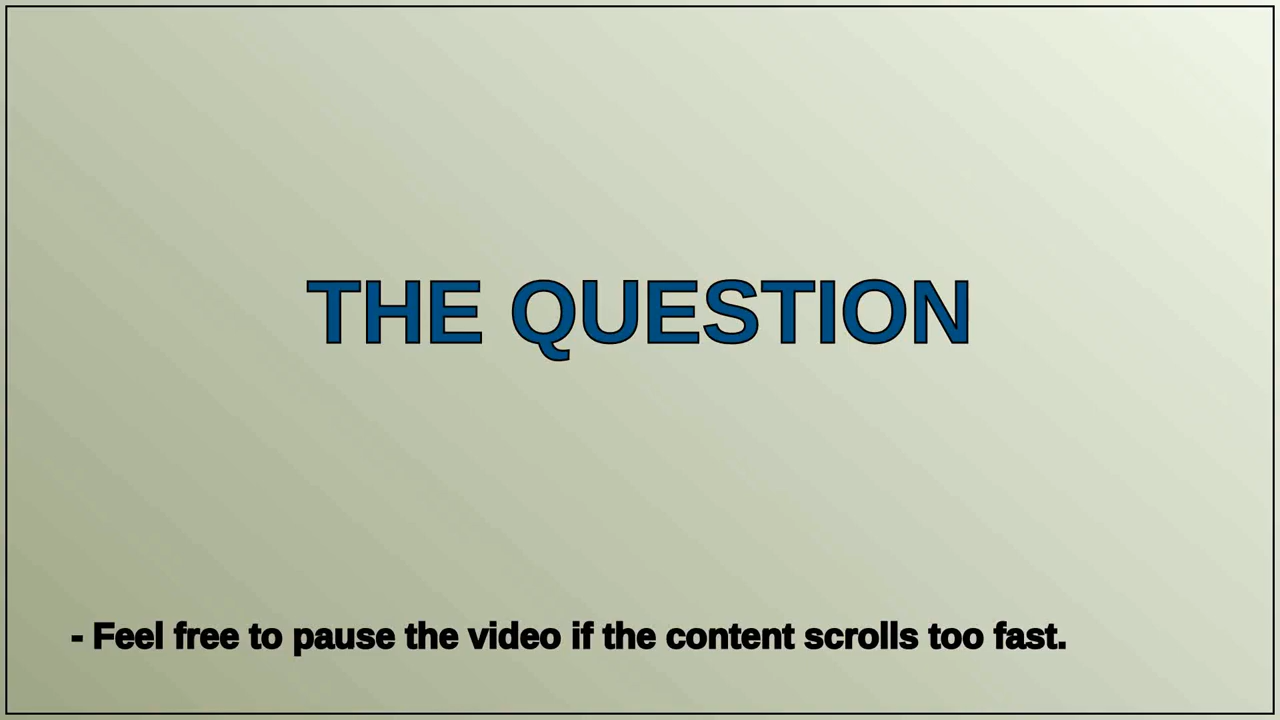 THE QUESTION
- Feel free to pause the video if the content scrolls too fast.